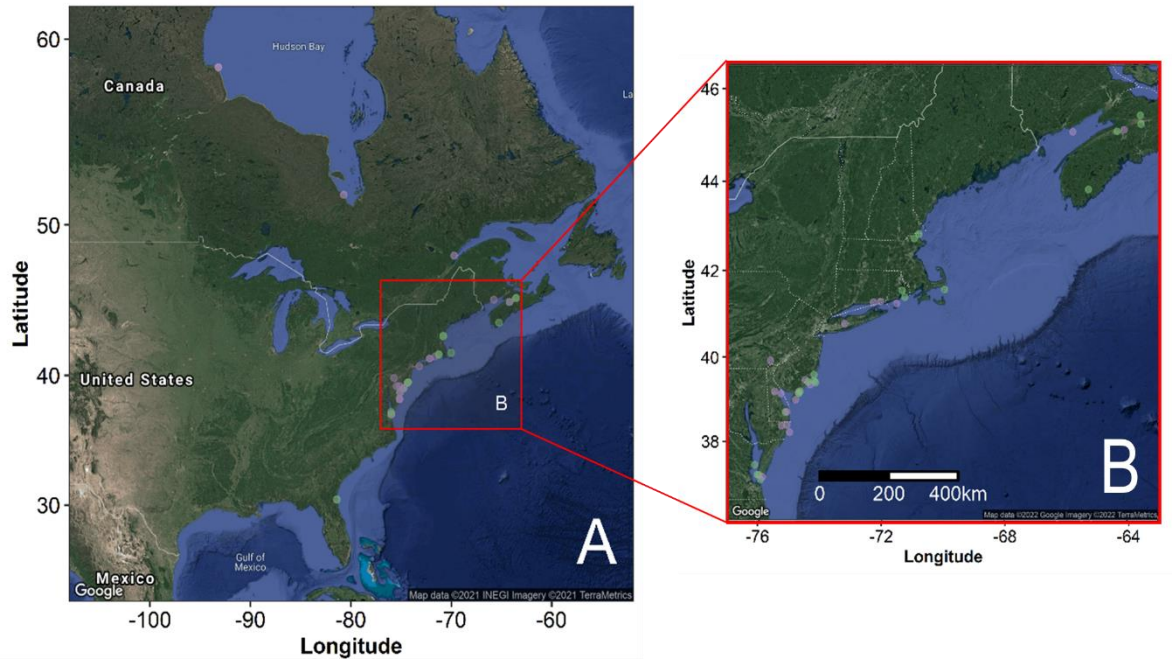 60
50
40
30
Latitude
Hudson Bay
Canada
La
United States
B
Gulf of
Mexico
Mexico
A
Google
Map data ©2021 INEGI Imagery ©2021 TerraMetrics
-100
-90
-80
-70
-60
Longitude
46
44
42
40
38
Latitude
B
0
200
400km
Google
Map data ©2022 Google Imagery ©2022 TerraMetrics
-76
-72
-68
-64
Longitude